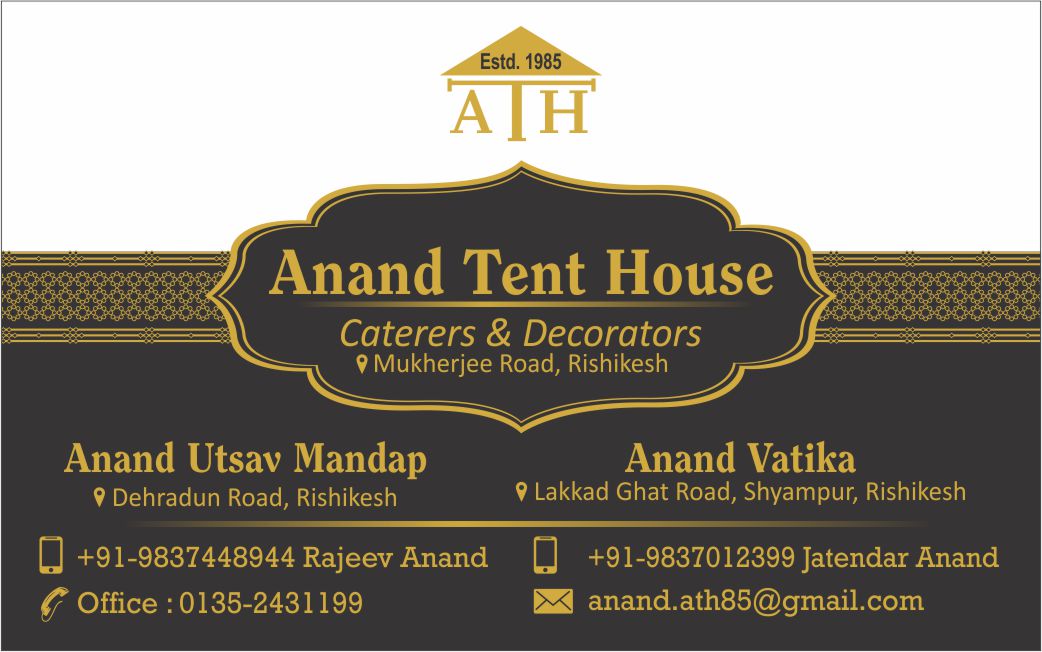 Estd. 1985
ATH
Anand Tent House
Caterers & Decorators
Mukherjee Road, Rishikesh
Anand Utsav Mandap
Dehradun Road, Rishikesh
Anand Vatika
Lakkad Ghat Road, Shyampur, Rishikesh
+91-9837448944 Rajeev Anand
Office : 0135-2431199
+91-9837012399 Jatendar Anand
anand.ath85@gmail.com